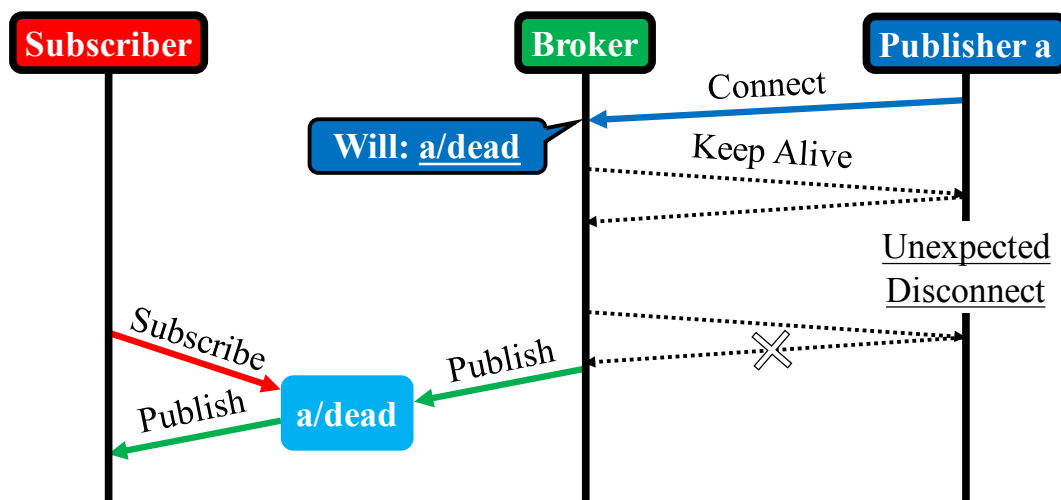 Subscriber
Broker
Publisher a
Connect
Will: a/dead
Keep Alive
Unexpected
Disconnect
Subscribe
Publish
Publish
a/dead